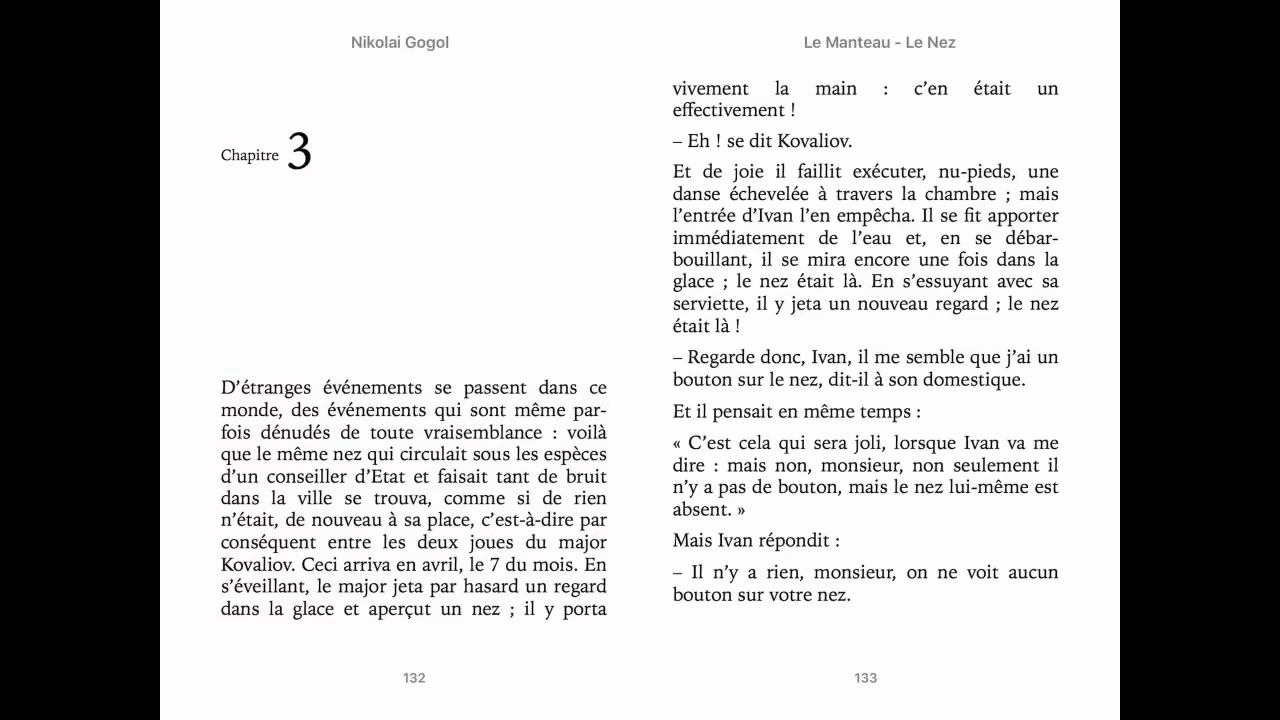 Nikolai Gogol
Chapitre 3
D’étranges événements se passent dans ce
monde, des événements qui sont même par-
fois dénudés de toute vraisemblance : voilà
que le même nez qui circulait sous les espèces
d’un conseiller d’Etat et faisait tant de bruit
dans la ville se trouva, comme si de rien
n’était, de nouveau à sa place, c’est-à-dire par
conséquent entre les deux joues du major
Kovaliov. Ceci arriva en avril, le 7 du mois. En
s’éveillant, le major jeta par hasard un regard
dans la glace et aperçut un nez ; il y porta
132
Le Manteau - Le Nez
vivement la main : c’en était un
effectivement !
– Eh ! se dit Kovaliov.
Et de joie il faillit exécuter, nu-pieds, une
danse échevelée à travers la chambre ; mais
l’entrée d’Ivan l’en empêcha. Il se fit apporter
immédiatement de l’eau et, en se débar-
bouillant, il se mira encore une fois dans la
glace ; le nez était là. En s’essuyant avec sa
serviette, il y jeta un nouveau regard ; le nez
était là !
– Regarde donc, Ivan, il me semble que j’ai un
bouton sur le nez, dit-il à son domestique.
Et il pensait en même temps :
« C’est cela qui sera joli, lorsque Ivan va me
dire : mais non, monsieur, non seulement il
n’y a pas de bouton, mais le nez lui-même est
absent. »
Mais Ivan répondit :
– Il n’y a rien, monsieur, on ne voit aucun
bouton sur votre nez.
133